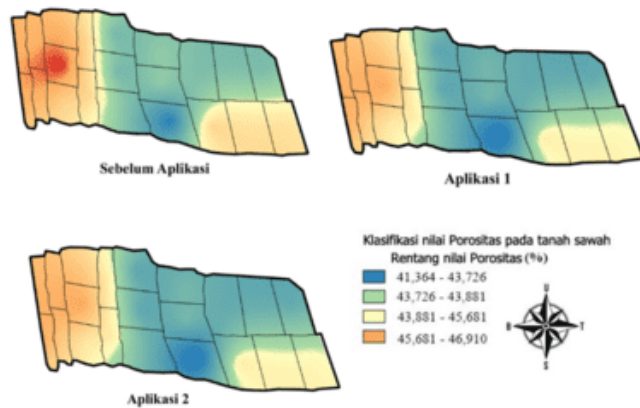 Sebelum Aplikasi
Aplikasi 1
Aplikasi 2
Klasifikasi nilai Porositas pada tanah sawah
Rentang nilai Porositas (%)
41,364 - 43,726
43,726 - 43,881
43,881 - 45,681
45,681 - 46,910
U
B T
S